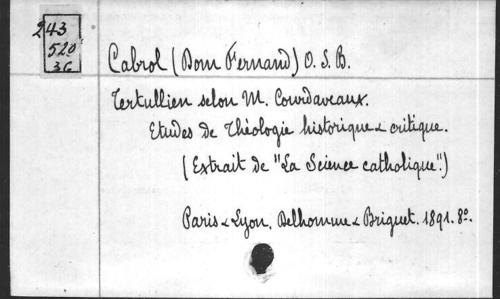 243
520
36
Cabrol (Dom Fernand) O. S. B.
Tertullien selon M. Courdaveaux.
Etudes de Théologie historique & critique.
(Extrait de "La Science catholique".)
Paris & Lyon, Delhomme & Briguet. 1891. 8º.